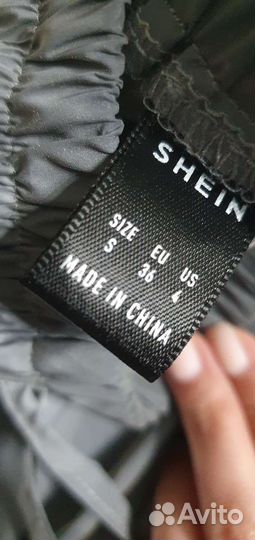 SHEIN
SIZE EU US
S 36 4
MADE IN CHINA
Avito